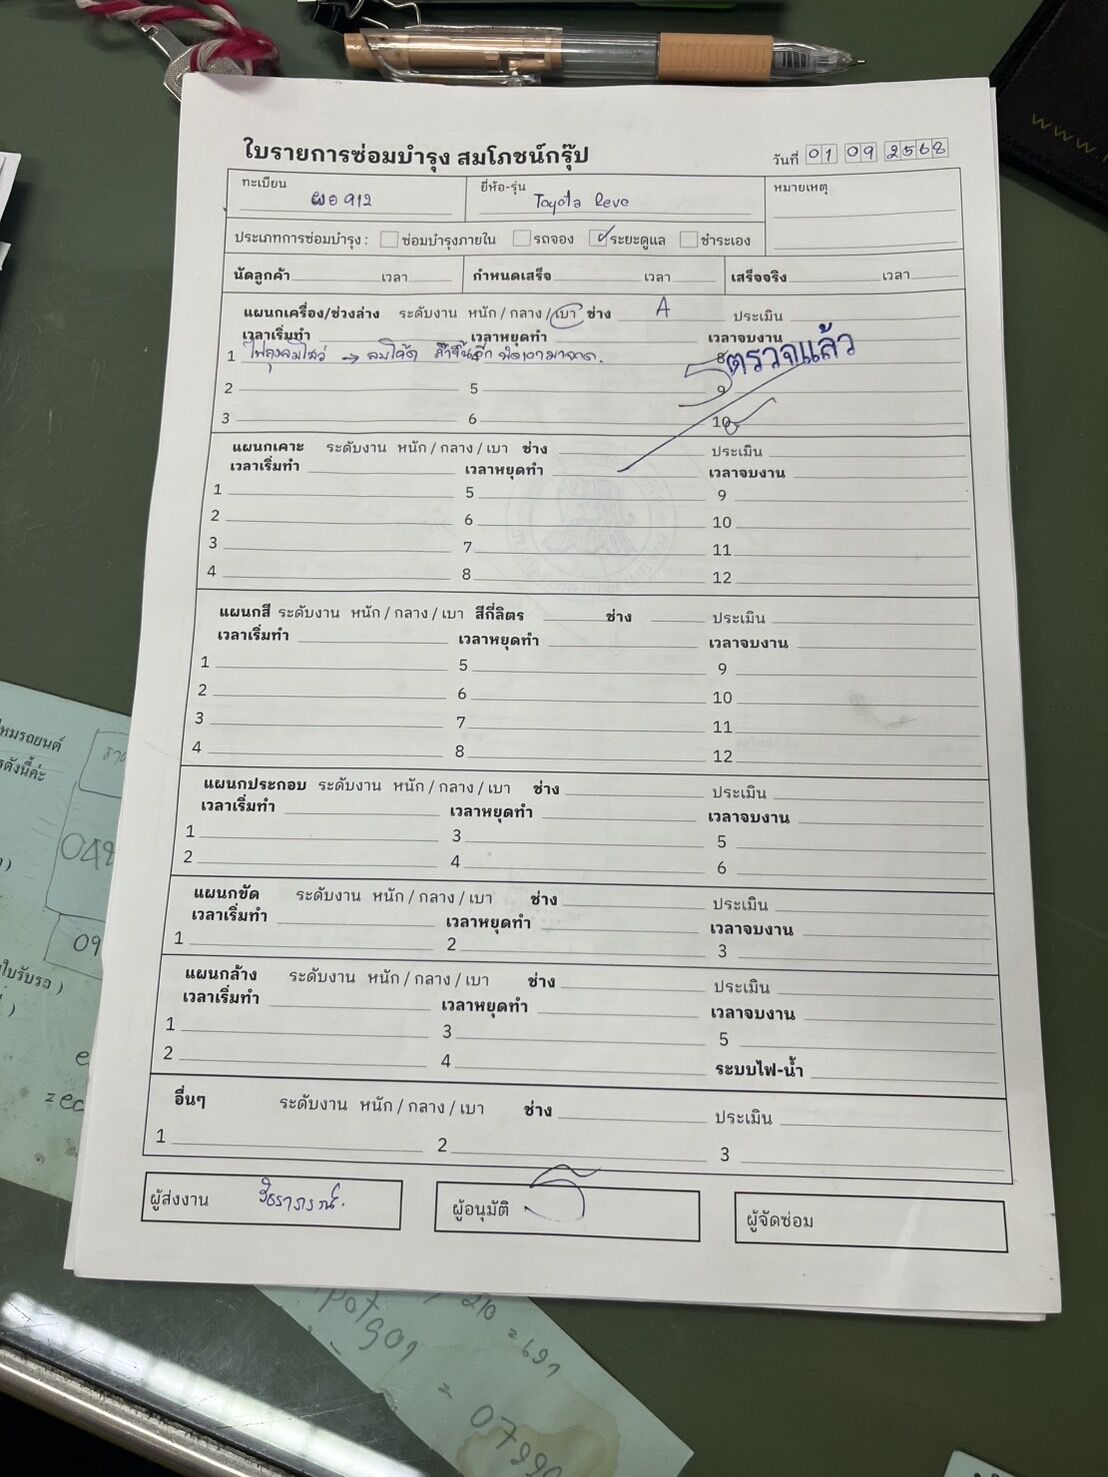 ใบรายการซ่อมบำรุง สมโภชน์กรุ๊ป
วันที่ 01 09 2568
ทะเบียน ผอ 912
ยี่ห้อ-รุ่น Toyota Revo
หมายเหตุ
ประเภทการซ่อมบำรุง : ซ่อมบำรุงภายใน รถจอง ระยะดูแล ชำระเอง
นัดลูกค้า เวลา กำหนดเสร็จ เวลา เสร็จจริง เวลา
แผนกเครื่อง/ช่วงล่าง ระดับงาน หนัก / กลาง / เบา ช่าง A ประเมิน
เวลาเริ่มทำ เวลาหยุดทำ เวลาจบงาน
1 ไฟถุงลมโชว์ → ลบโค้ด ถ้าขึ้นอีก 4 8
ตรวจแล้ว
2 5 9
3 6 10
แผนกเคาะ ระดับงาน หนัก / กลาง / เบา ช่าง ประเมิน
เวลาเริ่มทำ เวลาหยุดทำ เวลาจบงาน
1 5 9
2 6 10
3 7 11
4 8 12
แผนกสี ระดับงาน หนัก / กลาง / เบา สีกี่ลิตร ช่าง ประเมิน
เวลาเริ่มทำ เวลาหยุดทำ เวลาจบงาน
1 5 9
2 6 10
3 7 11
4 8 12
แผนกประกอบ ระดับงาน หนัก / กลาง / เบา ช่าง ประเมิน
เวลาเริ่มทำ เวลาหยุดทำ เวลาจบงาน
1 3 5
2 4 6
แผนกขัด ระดับงาน หนัก / กลาง / เบา ช่าง ประเมิน
เวลาเริ่มทำ เวลาหยุดทำ เวลาจบงาน
1 2 3
แผนกล้าง ระดับงาน หนัก / กลาง / เบา ช่าง ประเมิน
เวลาเริ่มทำ เวลาหยุดทำ เวลาจบงาน
1 3 5
2 4 ระบบไฟ-น้ำ
อื่นๆ ระดับงาน หนัก / กลาง / เบา ช่าง ประเมิน
1 2 3
ผู้ส่งงาน
ผู้อนุมัติ
ผู้จัดซ่อม